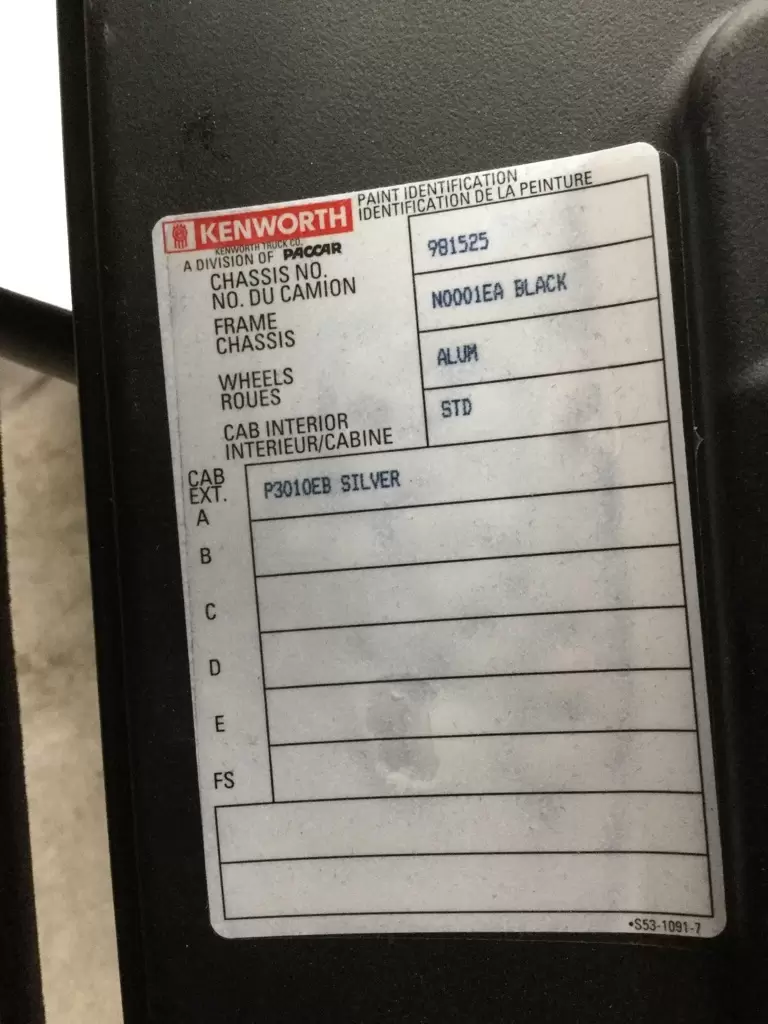 KENWORTH
PAINT IDENTIFICATION
IDENTIFICATION DE LA PEINTURE
KENWORTH TRUCK CO.
A DIVISION OF PACCAR
CHASSIS NO.
NO. DU CAMION
981525
FRAME
CHASSIS
N0001EA BLACK
WHEELS
ROUES
ALUM
CAB INTERIOR
INTERIEUR/CABINE
STD
CAB
EXT.
A
P3010EB SILVER
B
C
D
E
FS
•S53-1091-7